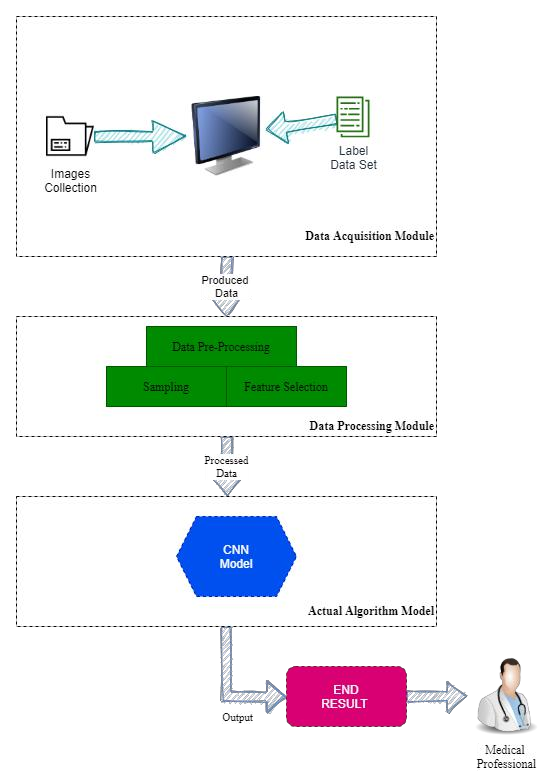 Images
Collection
Label
Data Set
Data Acquisition Module
Produced
Data
Data Pre-Processing
Sampling
Feature Selection
Data Processing Module
Processed
Data
CNN
Model
Actual Algorithm Model
END
RESULT
Output
Medical
Professional